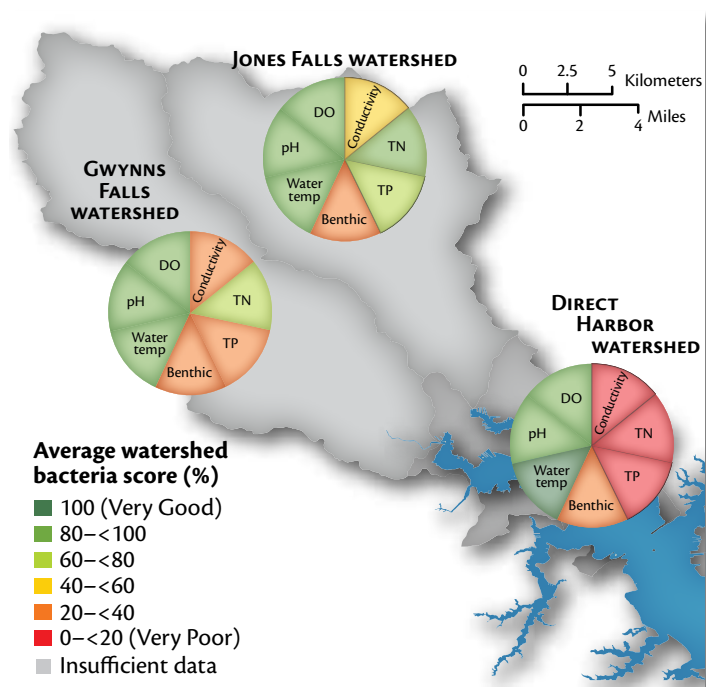 JONES FALLS WATERSHED
0 2.5 5 Kilometers
0 2 4 Miles
DO
Conductivity
pH
TN
Water
temp
TP
Benthic
GWYNNS
FALLS
WATERSHED
DO
Conductivity
pH
TN
Water
temp
TP
Benthic
DIRECT
HARBOR
WATERSHED
DO
Conductivity
pH
TN
Water
temp
TP
Benthic
Average watershed
bacteria score (%)
100 (Very Good)
80–<100
60–<80
40–<60
20–<40
0–<20 (Very Poor)
Insufficient data